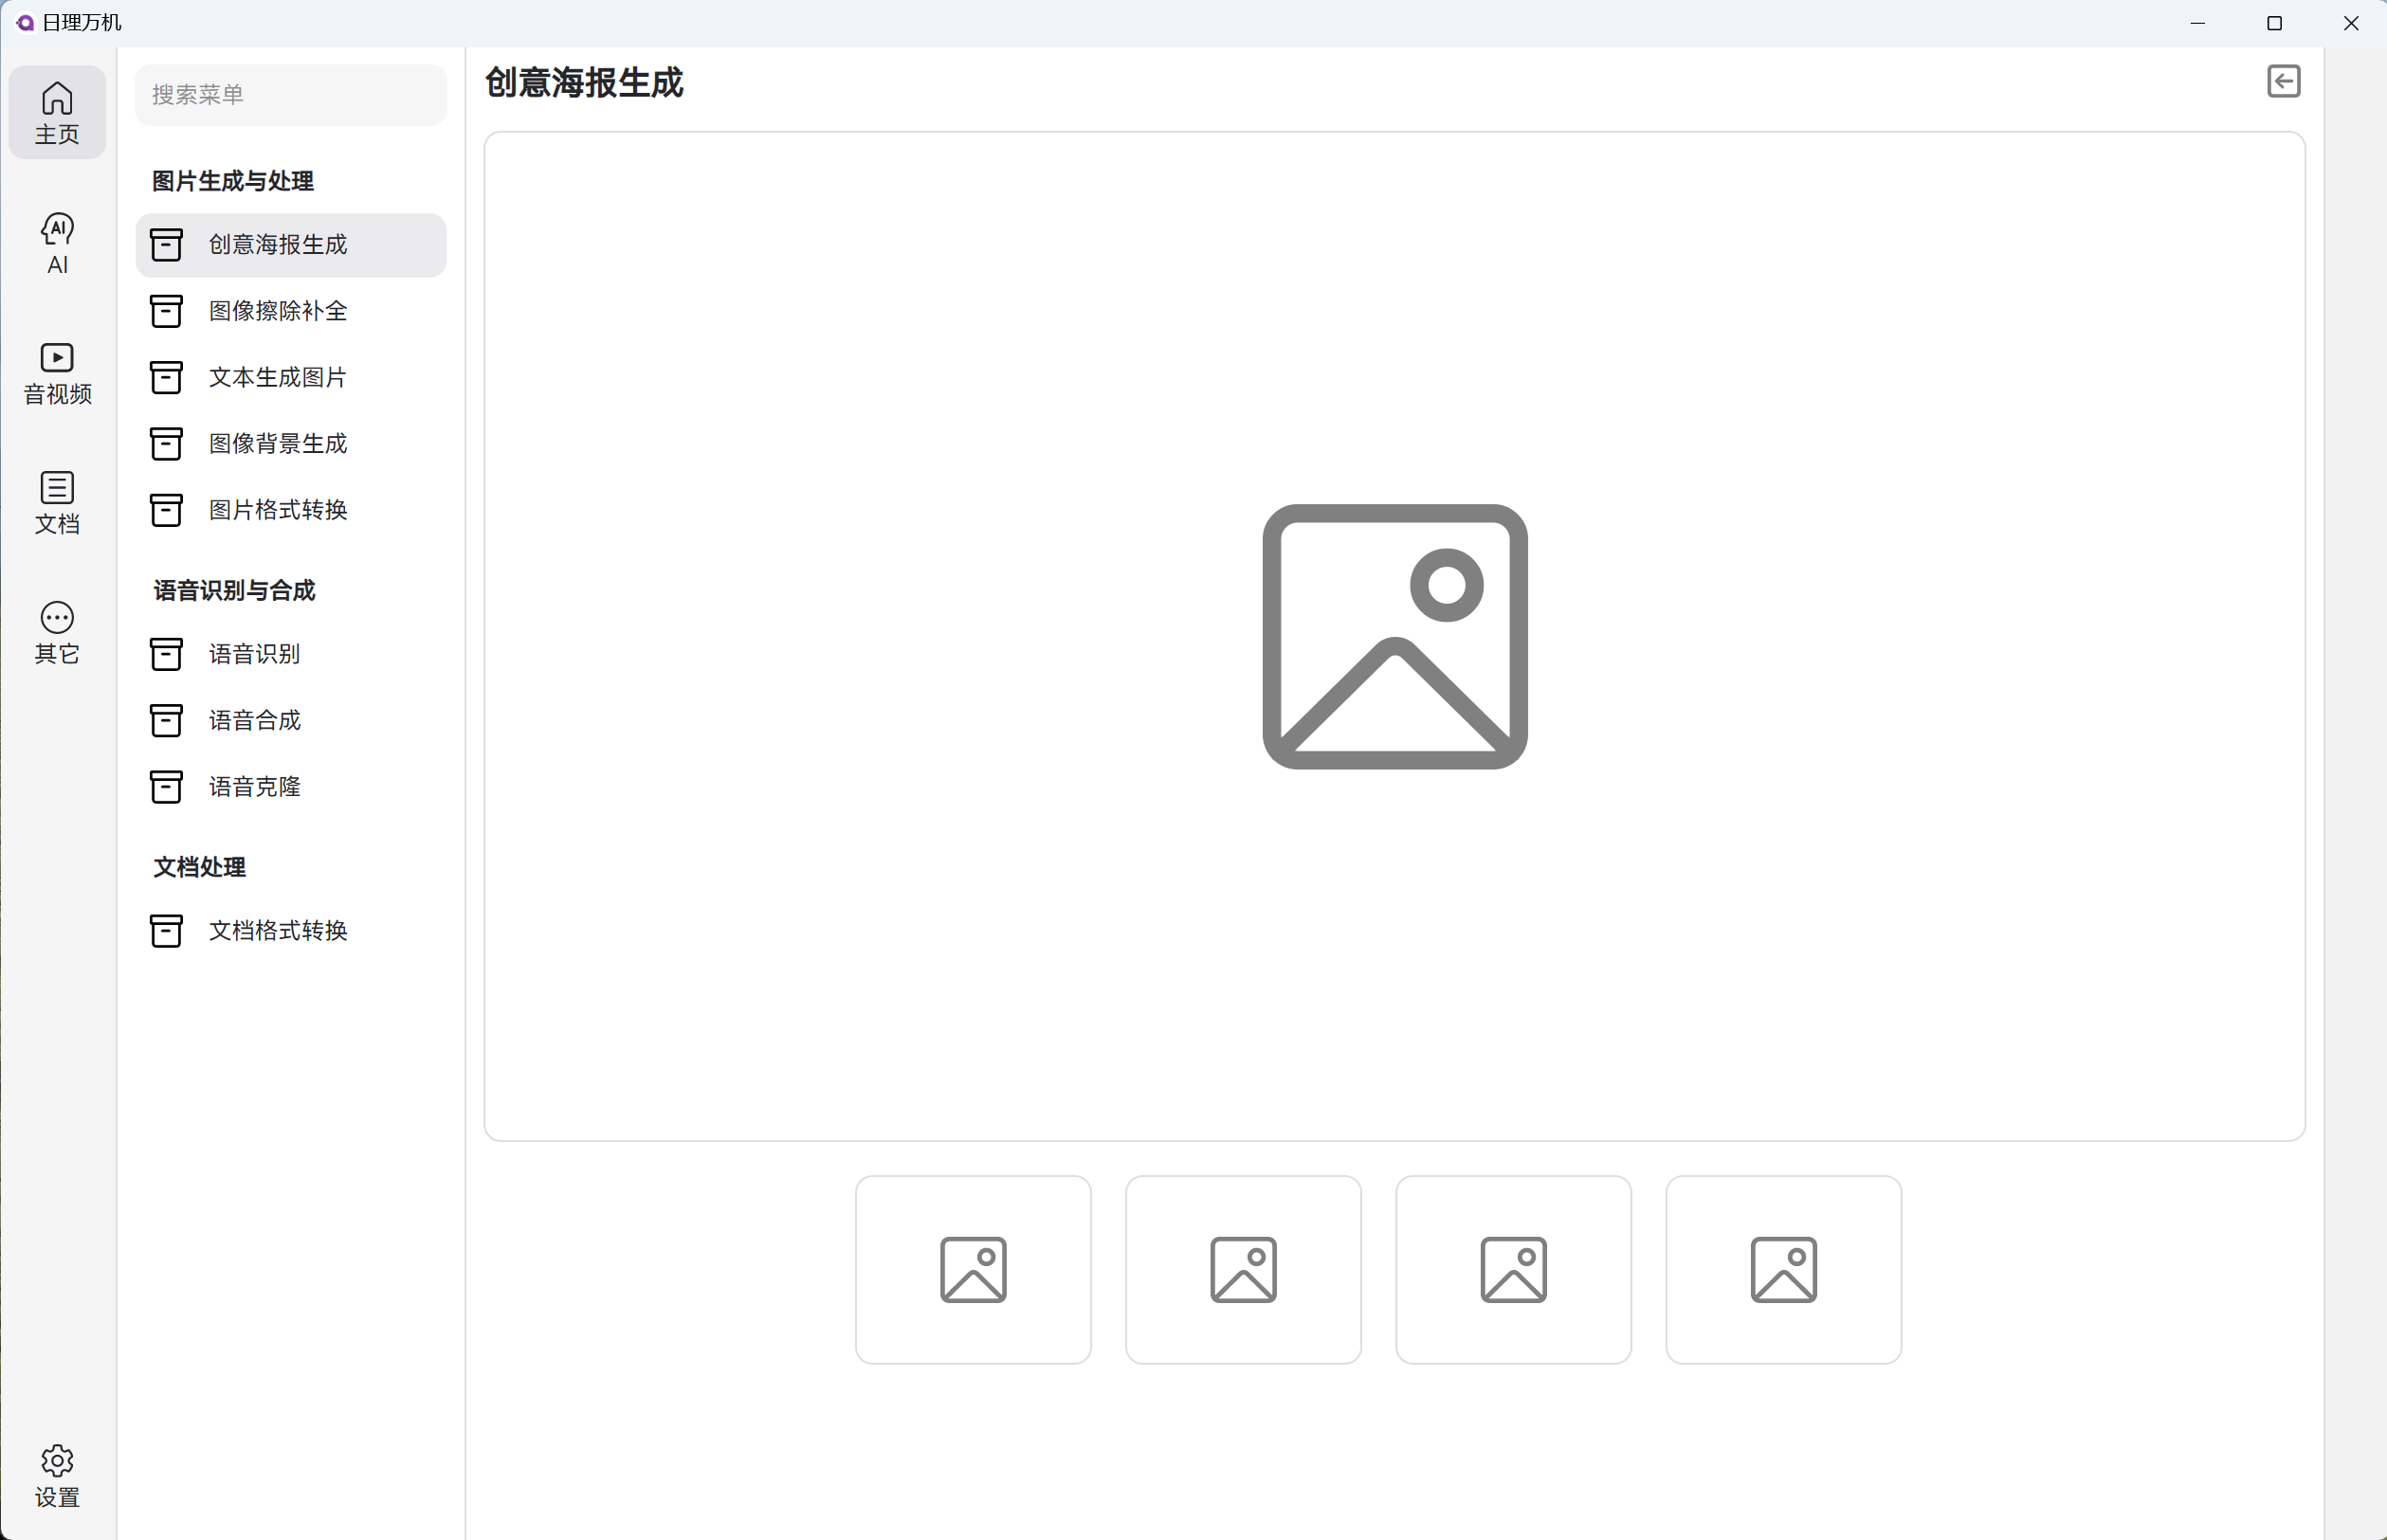 日理万机
主页
AI
AI
音视频
文档
其它
设置
搜索菜单
图片生成与处理
创意海报生成
图像擦除补全
文本生成图片
图像背景生成
图片格式转换
语音识别与合成
语音识别
语音合成
语音克隆
文档处理
文档格式转换
创意海报生成